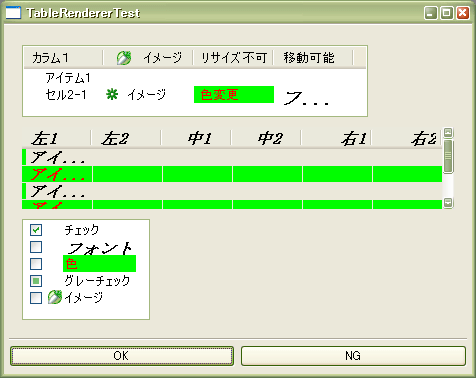 TableRendererTest
カラム1 イメージ リサイズ不可 移動可能
アイテム1
セル2-1 イメージ 色変更 フ...
左1 左2 中1 中2 右1 右2
アイ...
アイ...
アイ...
アイ...
チェック
フォント
色
グレーチェック
イメージ
OK NG